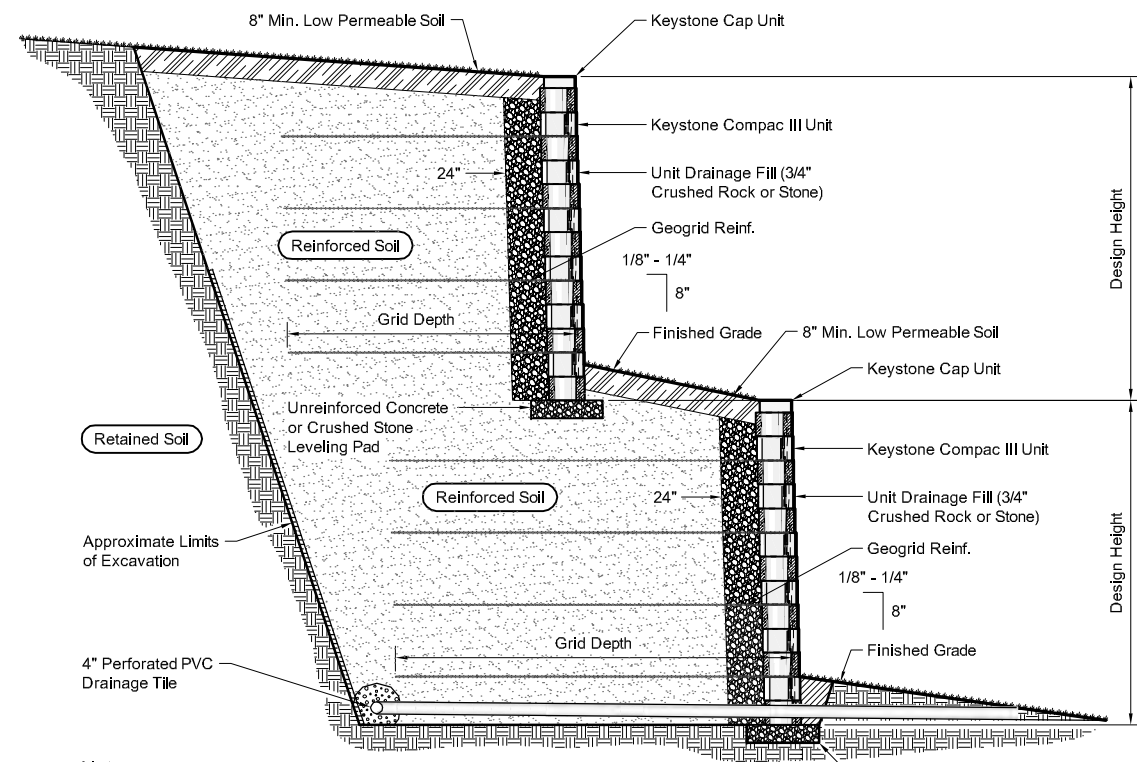 8" Min. Low Permeable Soil
Keystone Cap Unit
Keystone Compac III Unit
24"
Unit Drainage Fill (3/4"
Crushed Rock or Stone)
Reinforced Soil
Geogrid Reinf.
1/8" - 1/4"
8"
Design Height
Grid Depth
Finished Grade
8" Min. Low Permeable Soil
Keystone Cap Unit
Unreinforced Concrete
or Crushed Stone
Leveling Pad
Retained Soil
Keystone Compac III Unit
Reinforced Soil
24"
Unit Drainage Fill (3/4"
Crushed Rock or Stone)
Approximate Limits
of Excavation
Geogrid Reinf.
1/8" - 1/4"
8"
Design Height
Grid Depth
Finished Grade
4" Perforated PVC
Drainage Tile